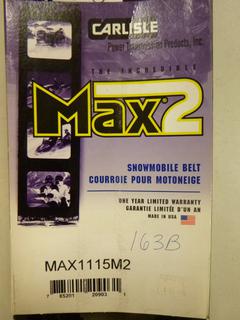 CARLISLE
Power Transmission Products, Inc.
THE INCREDIBLE
Max2
SNOWMOBILE BELT
COURROIE POUR MOTONEIGE
ONE YEAR LIMITED WARRANTY
GARANTIE LIMITÉE D'UN AN
MADE IN USA
163B
MAX1115M2
7 85201 20903 1